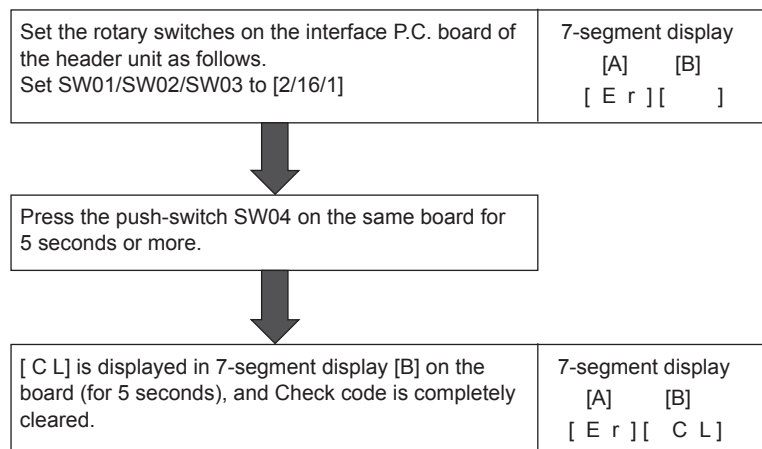 Set the rotary switches on the interface P.C. board of
the header unit as follows.
Set SW01/SW02/SW03 to [2/16/1]
7-segment display
[A] [B]
[ E r ] [ ]
Press the push-switch SW04 on the same board for
5 seconds or more.
[ C L] is displayed in 7-segment display [B] on the
board (for 5 seconds), and Check code is completely
cleared.
7-segment display
[A] [B]
[ E r ] [ C L ]